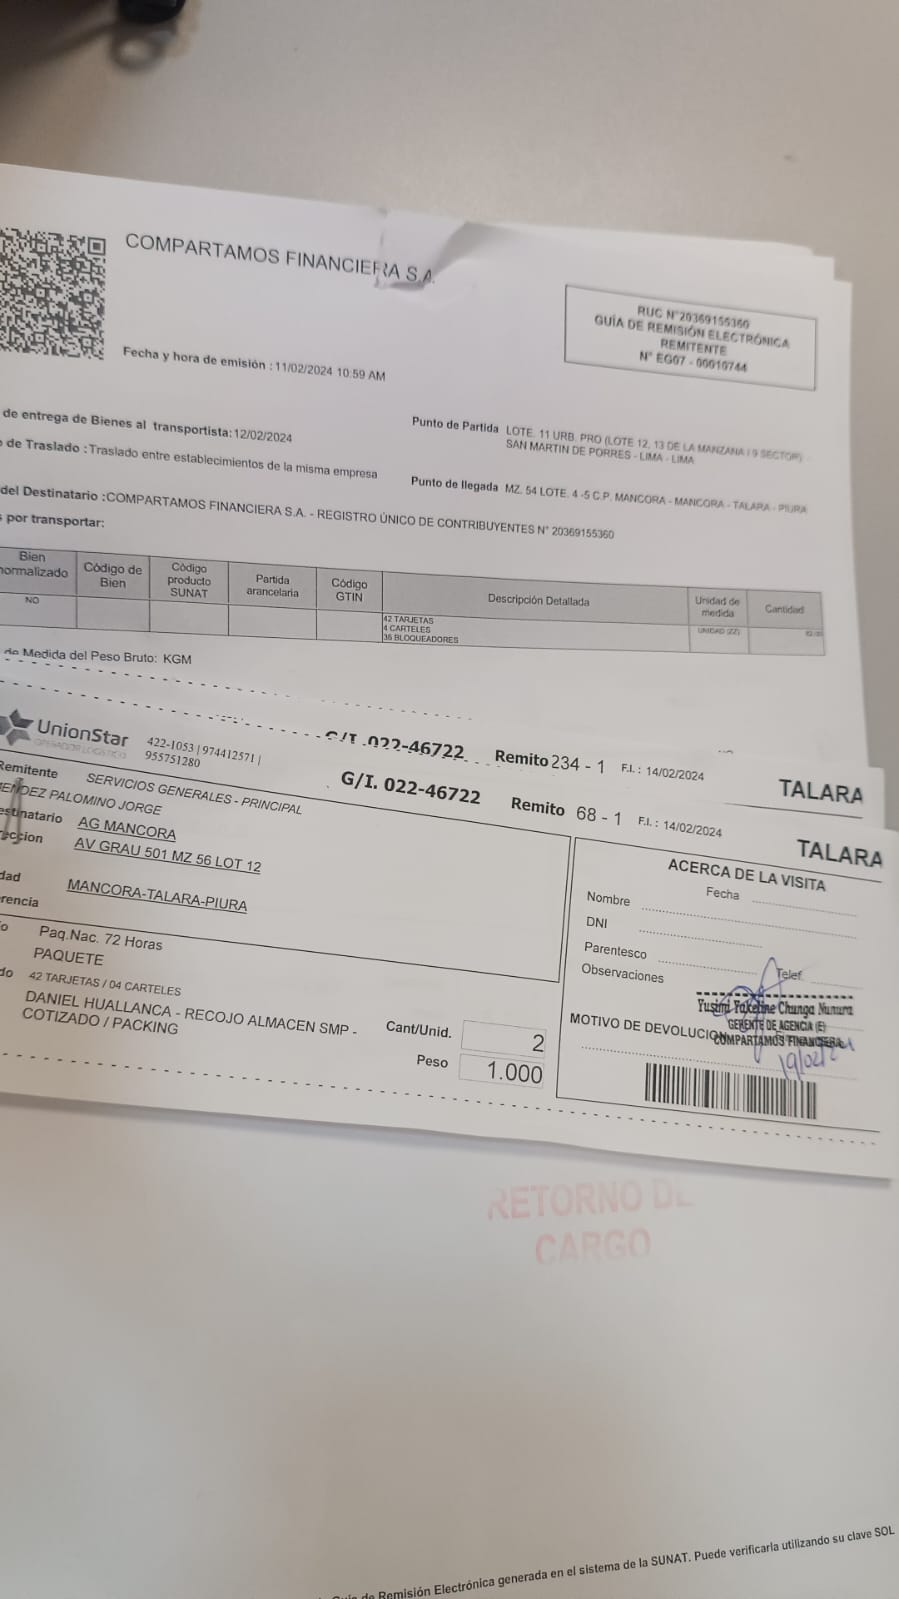 COMPARTAMOS FINANCIERA S.A.
RUC N°20369155360
GUÍA DE REMISIÓN ELECTRÓNICA
REMITENTE
N° EG07 - 00010744
Fecha y hora de emisión : 11/02/2024 10:59 AM
de entrega de Bienes al transportista: 12/02/2024
de Traslado : Traslado entre establecimientos de la misma empresa
Punto de Partida LOTE. 11 URB. PRO (LOTE 12, 13 DE LA MANZANA I 9 SECTOR) -
SAN MARTIN DE PORRES - LIMA - LIMA
Punto de llegada MZ. 54 LOTE. 4 -5 C.P. MANCORA - MANCORA - TALARA - PIURA
del Destinatario :COMPARTAMOS FINANCIERA S.A. - REGISTRO ÚNICO DE CONTRIBUYENTES N° 20369155360
por transportar:
Bien normalizado
Código de Bien
Código producto SUNAT
Partida arancelaria
Código GTIN
Descripción Detallada
Unidad de medida
Cantidad
NO
42 TARJETAS
4 CARTELES
36 BLOQUEADORES
UNIDAD (ZZ)
de Medida del Peso Bruto: KGM
UnionStar
OPERADOR LOGÍSTICO
422-1053 | 974412571 |
955751280
G/I. 022-46722 Remito 234 - 1 F.I. : 14/02/2024
TALARA
G/I. 022-46722 Remito 68 - 1 F.I. : 14/02/2024
TALARA
Remitente SERVICIOS GENERALES - PRINCIPAL
MENDEZ PALOMINO JORGE
AG MANCORA
AV GRAU 501 MZ 56 LOT 12
MANCORA-TALARA-PIURA
Paq.Nac. 72 Horas
PAQUETE
42 TARJETAS / 04 CARTELES
DANIEL HUALLANCA - RECOJO ALMACEN SMP -
COTIZADO / PACKING
Cant/Unid. 2
Peso 1.000
ACERCA DE LA VISITA
Fecha
Nombre
DNI
Parentesco
Telef.
Observaciones
Yusimi Yakeline Chunga Nunura
GERENTE DE AGENCIA (E)
COMPARTAMOS FINANCIERA
MOTIVO DE DEVOLUCION
RETORNO DE
CARGO
de Remisión Electrónica generada en el sistema de la SUNAT. Puede verificarla utilizando su clave SOL